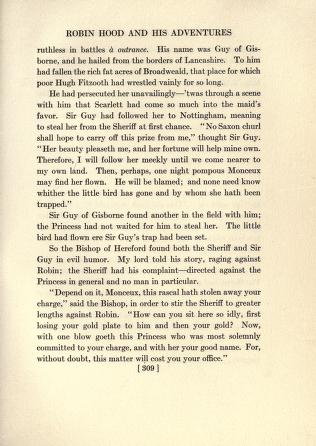 ROBIN HOOD AND HIS ADVENTURES
ruthless in battles à outrance. His name was Guy of Gis-
borne, and he hailed from the borders of Lancashire. To him
had fallen the rich fat acres of Broadweald, that place for which
poor Hugh Fitzooth had wrestled vainly for so long.
He had persecuted her unavailingly—'twas through a scene
with him that Scarlett had come so much into the maid's
favor. Sir Guy had followed her to Nottingham, meaning
to steal her from the Sheriff at first chance. "No Saxon churl
shall hope to carry off this prize from me," thought Sir Guy.
"Her beauty pleaseth me, and her fortune will help mine own.
Therefore, I will follow her meekly until we come nearer to
my own land. Then, perhaps, one night pompous Monceux
may find her flown. He will be blamed; and none need know
whither the little bird has gone and by whom she hath been
trapped."
Sir Guy of Gisborne found another in the field with him;
the Princess had not waited for him to steal her. The little
bird had flown ere Sir Guy's trap had been set.
So the Bishop of Hereford found both the Sheriff and Sir
Guy in evil humor. My lord told his story, raging against
Robin; the Sheriff had his complaint—directed against the
Princess in general and no man in particular.
"Depend on it, Monceux, this rascal hath stolen away your
charge," said the Bishop, in order to stir the Sheriff to greater
lengths against Robin. "How can you sit here so idly, first
losing your gold plate to him and then your gold? Now,
with one blow goeth this Princess who was most solemnly
committed to your charge, and with her your good name. For,
without doubt, this matter will cost you your office."
[ 309 ]